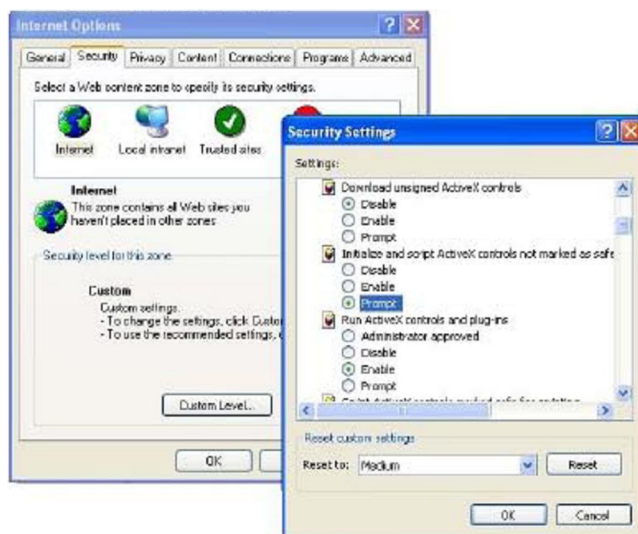 Internet Options
General Security Privacy Content Connections Programs Advanced
Select a Web content zone to specify its security settings.
Internet Local intranet Trusted sites
Internet
This zone contains all Web sites you
haven't placed in other zones
Security level for this zone
Custom
Custom settings.
- To change the settings, click
- To use the recommended settings,
Custom Level...
OK
Security Settings
Settings:
Download unsigned ActiveX controls
Disable
Enable
Prompt
Initialize and script ActiveX controls not marked as safe
Disable
Enable
Prompt
Run ActiveX controls and plug-ins
Administrator approved
Disable
Enable
Prompt
Reset custom settings
Reset to: Medium Reset
OK Cancel